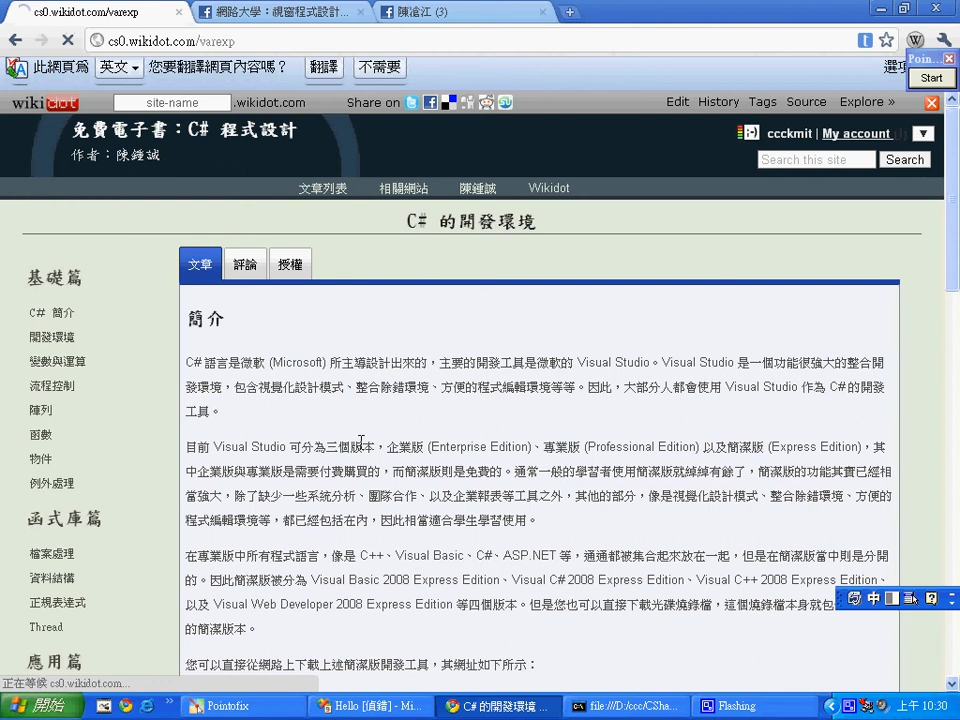 cs0.wikidot.com/varexp
網路大學：視窗程式設計...
陳滄江 (3)
cs0.wikidot.com/varexp
此網頁為 英文 您要翻譯網頁內容嗎？ 翻譯 不需要
Poin...
Start
wikidot site-name .wikidot.com Share on Edit History Tags Source Explore »
免費電子書：C# 程式設計
作者：陳鍾誠
ccckmit | My account
Search this site Search
文章列表 相關網站 陳鍾誠 Wikidot
C# 的開發環境
文章 評論 授權
基礎篇
C# 簡介
開發環境
變數與運算
流程控制
陣列
函數
物件
例外處理
函式庫篇
檔案處理
資料結構
正規表達式
Thread
應用篇
簡介
C# 語言是微軟 (Microsoft) 所主導設計出來的，主要的開發工具是微軟的 Visual Studio。Visual Studio 是一個功能很強大的整合開
發環境，包含視覺化設計模式、整合除錯環境、方便的程式編輯環境等等。因此，大部分人都會使用 Visual Studio 作為 C# 的開發
工具。
目前 Visual Studio 可分為三個版本，企業版 (Enterprise Edition)、專業版 (Professional Edition) 以及簡潔版 (Express Edition)，其
中企業版與專業版是需要付費購買的，而簡潔版則是免費的。通常一般的學習者使用簡潔版就綽綽有餘了，簡潔版的功能其實已經相
當強大，除了缺少一些系統分析、團隊合作、以及企業報表等工具之外，其他的部分，像是視覺化設計模式、整合除錯環境、方便的
程式編輯環境等，都已經包括在內，因此相當適合學生學習使用。
在專業版中所有程式語言，像是 C++、Visual Basic、C#、ASP.NET 等，通通都被集合起來放在一起，但是在簡潔版當中則是分開
的。因此簡潔版被分為 Visual Basic 2008 Express Edition、Visual C# 2008 Express Edition、Visual C++ 2008 Express Edition、
以及 Visual Web Developer 2008 Express Edition 等四個版本。但是您也可以直接下載光碟燒錄檔，這個燒錄檔本身就包
的簡潔版本。
您可以直接從網路上下載上述簡潔版開發工具，其網址如下所示：
中
正在等候 cs0.wikidot.com...
開始 Pointofix Hello [偵錯] - Mi... C# 的開發環境 ... file:///D:/ccc/CSha... Flashing 上午 10:30